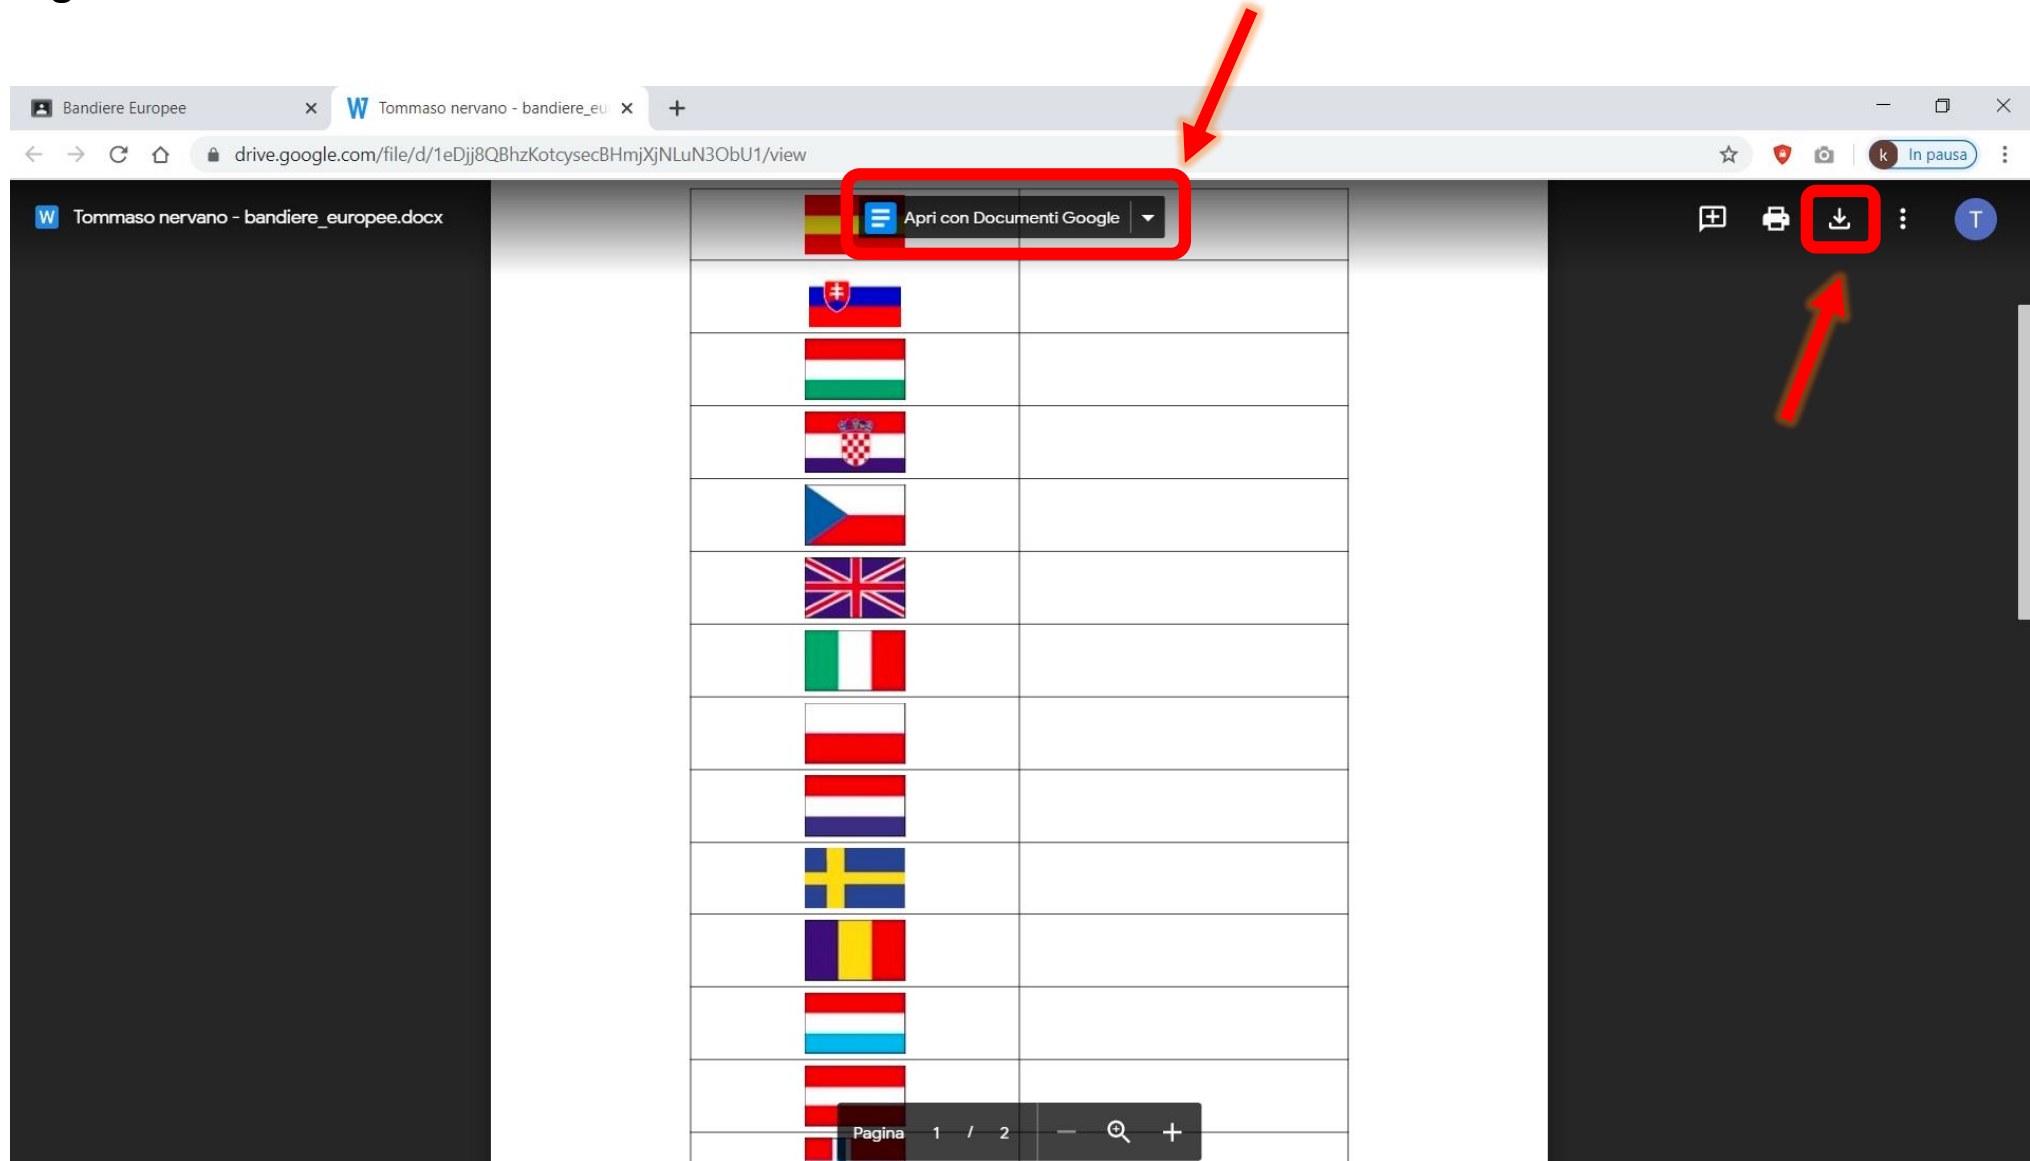 Bandiere Europee
Tommaso nervano - bandiere_eu
drive.google.com/file/d/1eDjj8QBhzKotcysecBHmjXjNLuN3ObU1/view
k In pausa
W Tommaso nervano - bandiere_europee.docx
Apri con Documenti Google
T
Pagina 1 / 2